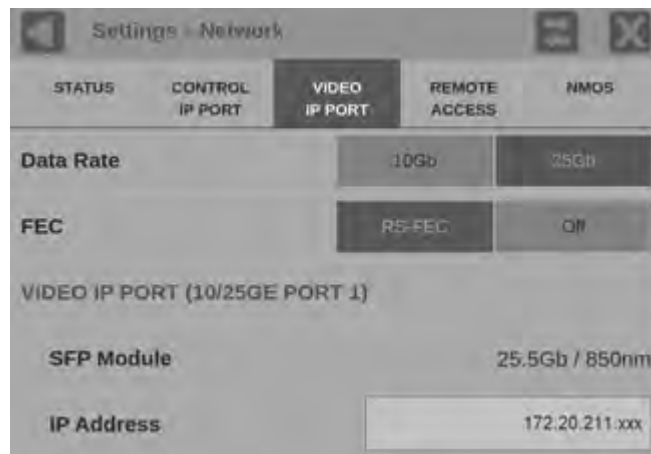 Settings - Network
STATUS
CONTROL
IP PORT
VIDEO
IP PORT
REMOTE
ACCESS
NMOS
Data Rate
10Gb
25Gb
FEC
RS-FEC
Off
VIDEO IP PORT (10/25GE PORT 1)
SFP Module
25.5Gb / 850nm
IP Address
172.20.211.xxx